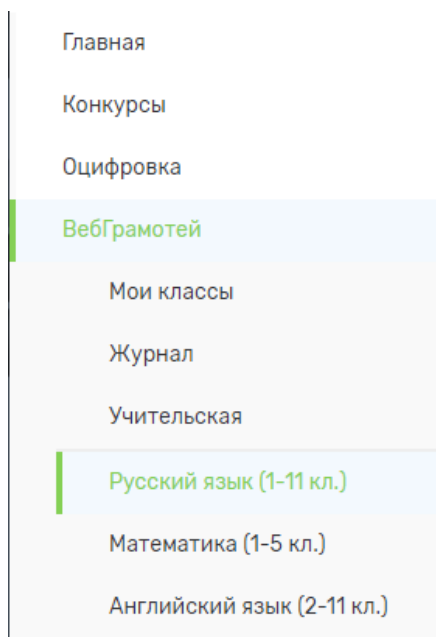 Главная
Конкурсы
Оцифровка
ВебГрамотей
Мои классы
Журнал
Учительская
Русский язык (1-11 кл.)
Математика (1-5 кл.)
Английский язык (2-11 кл.)